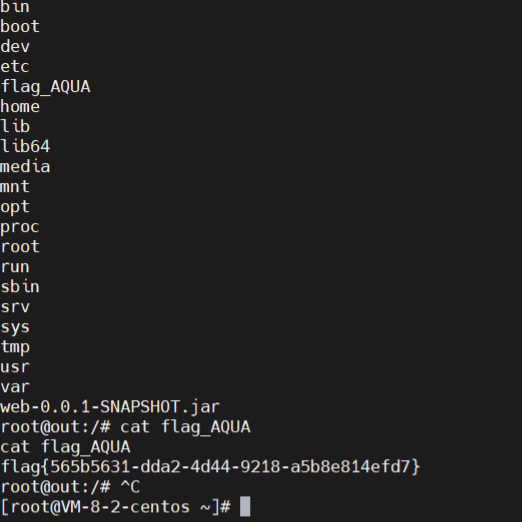 bin
boot
dev
etc
flag_AQUA
home
lib
lib64
media
mnt
opt
proc
root
run
sbin
srv
sys
tmp
usr
var
web-0.0.1-SNAPSHOT.jar
root@out:/# cat flag_AQUA
cat flag_AQUA
flag{565b5631-dda2-4d44-9218-a5b8e814efd7}
root@out:/# ^C
[root@VM-8-2-centos ~]#